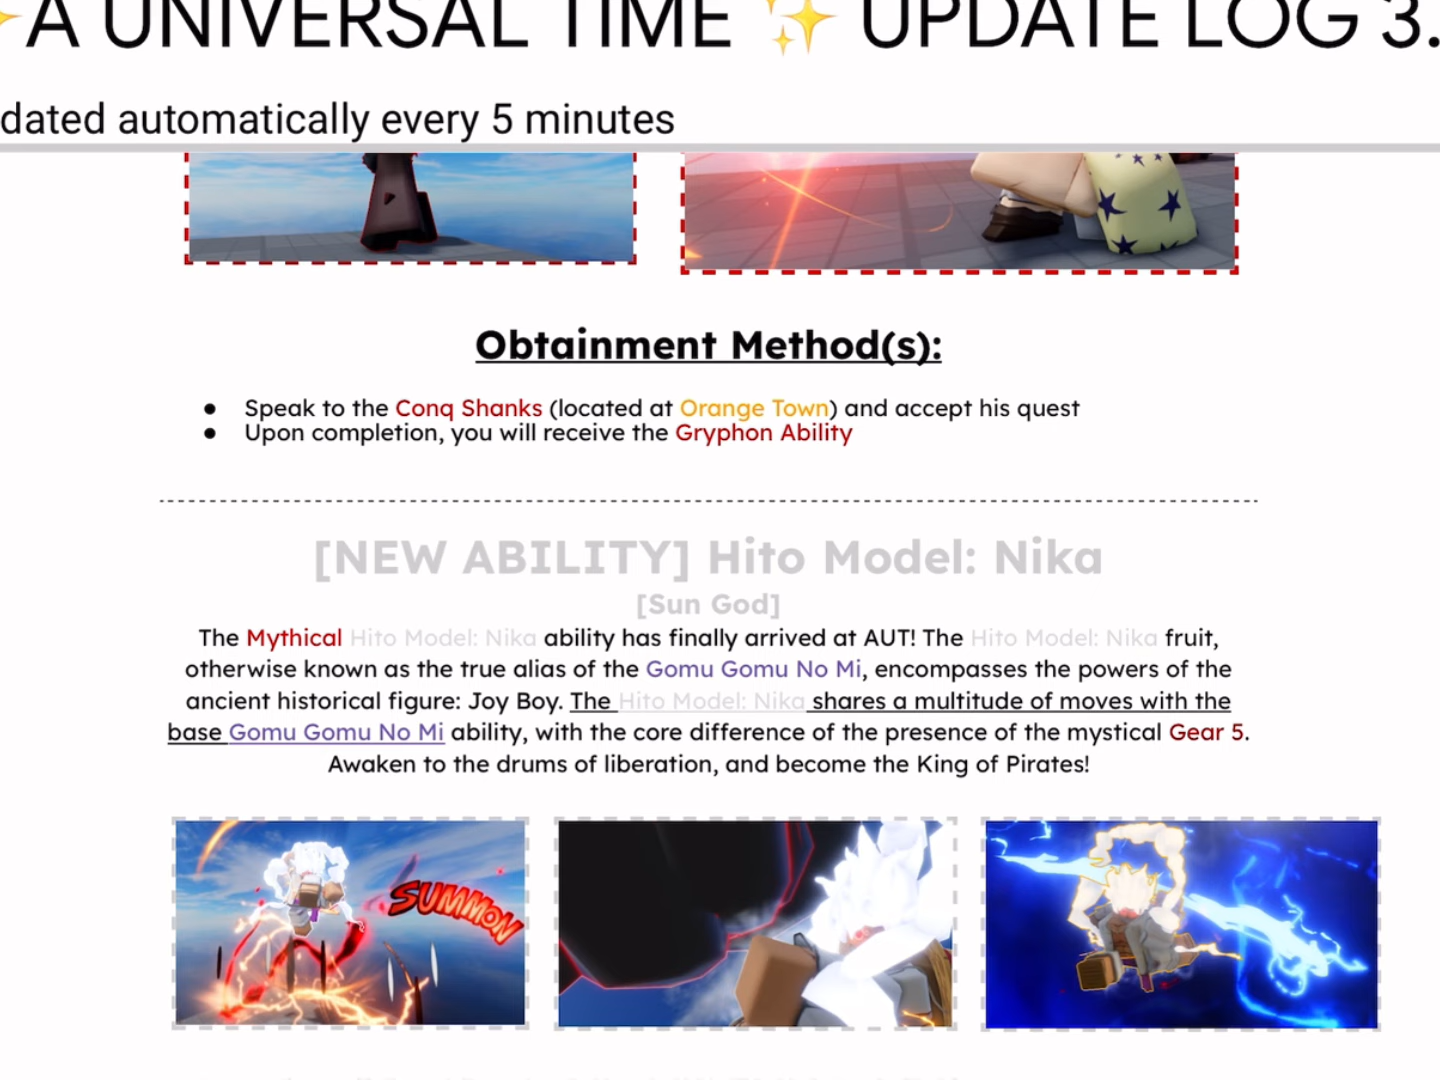 ✨A UNIVERSAL TIME ✨ UPDATE LOG 3.
dated automatically every 5 minutes
Obtainment Method(s):
● Speak to the Conq Shanks (located at Orange Town) and accept his quest
● Upon completion, you will receive the Gryphon Ability
[NEW ABILITY] Hito Model: Nika
[Sun God]
The Mythical Hito Model: Nika ability has finally arrived at AUT! The Hito Model: Nika fruit,
otherwise known as the true alias of the Gomu Gomu No Mi, encompasses the powers of the
ancient historical figure: Joy Boy. The Hito Model: Nika shares a multitude of moves with the
base Gomu Gomu No Mi ability, with the core difference of the presence of the mystical Gear 5.
Awaken to the drums of liberation, and become the King of Pirates!
SUMMON